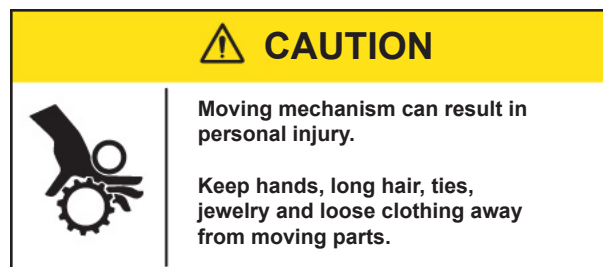 CAUTION
Moving mechanism can result in
personal injury.
Keep hands, long hair, ties,
jewelry and loose clothing away
from moving parts.